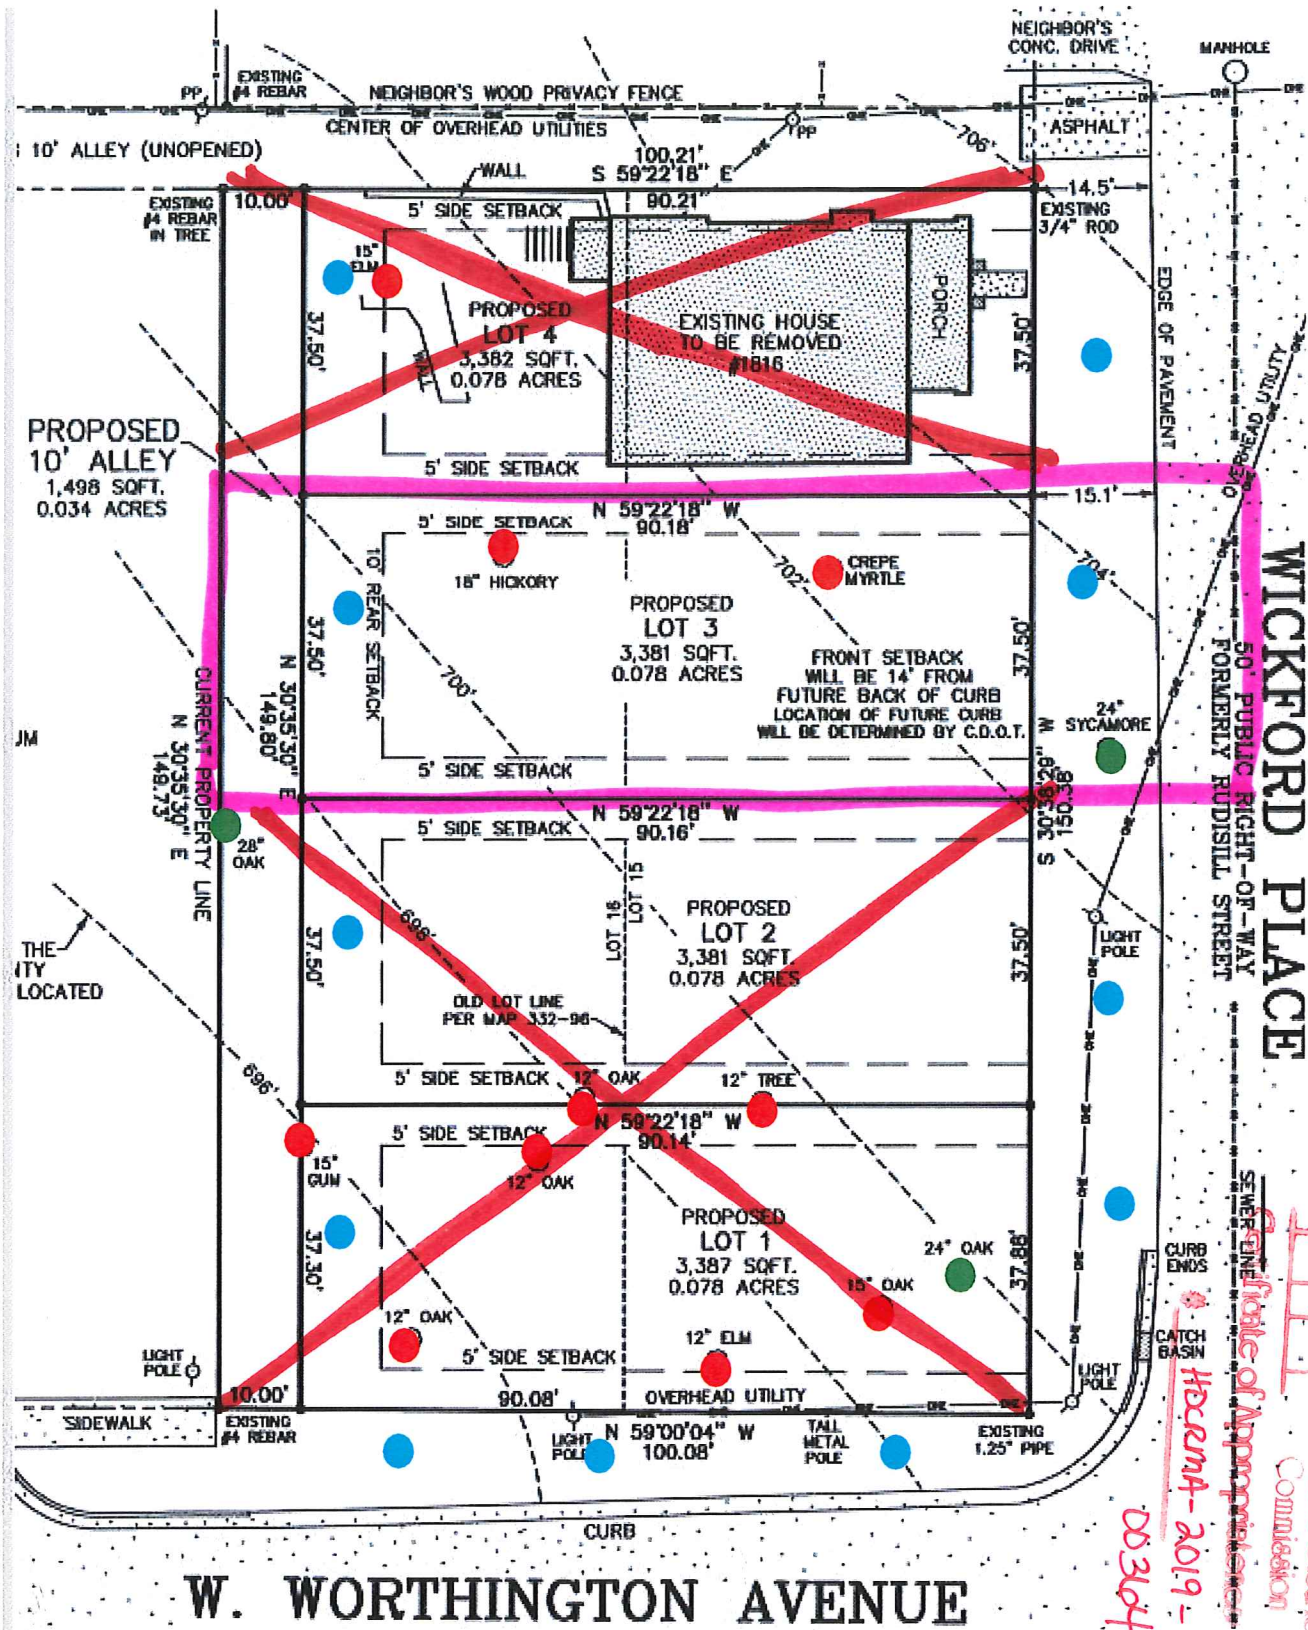 NEIGHBOR'S
CONC. DRIVE
MANHOLE
EXISTING
#4 REBAR
PP
NEIGHBOR'S WOOD PRIVACY FENCE
CENTER OF OVERHEAD UTILITIES
PP
706'
ASPHALT
10' ALLEY (UNOPENED)
100.21'
S 59°22'18" E
90.21'
WALL
14.5'
EXISTING
#4 REBAR
IN TREE
10.00'
5' SIDE SETBACK
EXISTING
3/4" ROD
15"
ELM
PROPOSED
LOT 4
3,382 SQFT.
0.078 ACRES
WALL
EXISTING HOUSE
TO BE REMOVED
#1816
PORCH
37.50'
37.50'
EDGE OF PAVEMENT
OVERHEAD UTILITY
PROPOSED
10' ALLEY
1,498 SQFT.
0.034 ACRES
5' SIDE SETBACK
N 59°22'18" W
90.18'
15.1'
5' SIDE SETBACK
10' REAR SETBACK
18" HICKORY
CREPE
MYRTLE
702'
704'
PROPOSED
LOT 3
3,381 SQFT.
0.078 ACRES
37.50'
37.50'
700'
FRONT SETBACK
WILL BE 14' FROM
FUTURE BACK OF CURB
LOCATION OF FUTURE CURB
WILL BE DETERMINED BY C.D.O.T.
24"
SYCAMORE
WICKFORD PLACE
50' PUBLIC RIGHT-OF-WAY
FORMERLY RUDISILL STREET
N 30°35'30" E
149.80'
CURRENT PROPERTY LINE
N 30°35'30" E
149.73'
UM
S 30°38'29" W
150.38'
5' SIDE SETBACK
N 59°22'18" W
90.16'
5' SIDE SETBACK
28"
OAK
LOT 16
LOT 15
PROPOSED
LOT 2
3,381 SQFT.
0.078 ACRES
698'
37.50'
37.50'
LIGHT
POLE
THE
LOCATED
OLD LOT LINE
PER MAP 332-96
696'
5' SIDE SETBACK
12" OAK
12" TREE
N 59°22'18" W
90.14'
5' SIDE SETBACK
15"
GUM
12" OAK
SEWER LINE
PROPOSED
LOT 1
3,387 SQFT.
0.078 ACRES
37.30'
37.88'
24" OAK
15" OAK
CURB
ENDS
Certificate of Appropriateness
Commission
# HDCRMA-2019-
00364
12" OAK
12" ELM
CATCH
BASIN
LIGHT
POLE
5' SIDE SETBACK
LIGHT
POLE
10.00'
90.08'
OVERHEAD UTILITY
SIDEWALK
EXISTING
#4 REBAR
LIGHT
POLE
N 59°00'04" W
100.08'
TALL
METAL
POLE
EXISTING
1.25" PIPE
CURB
W. WORTHINGTON AVENUE